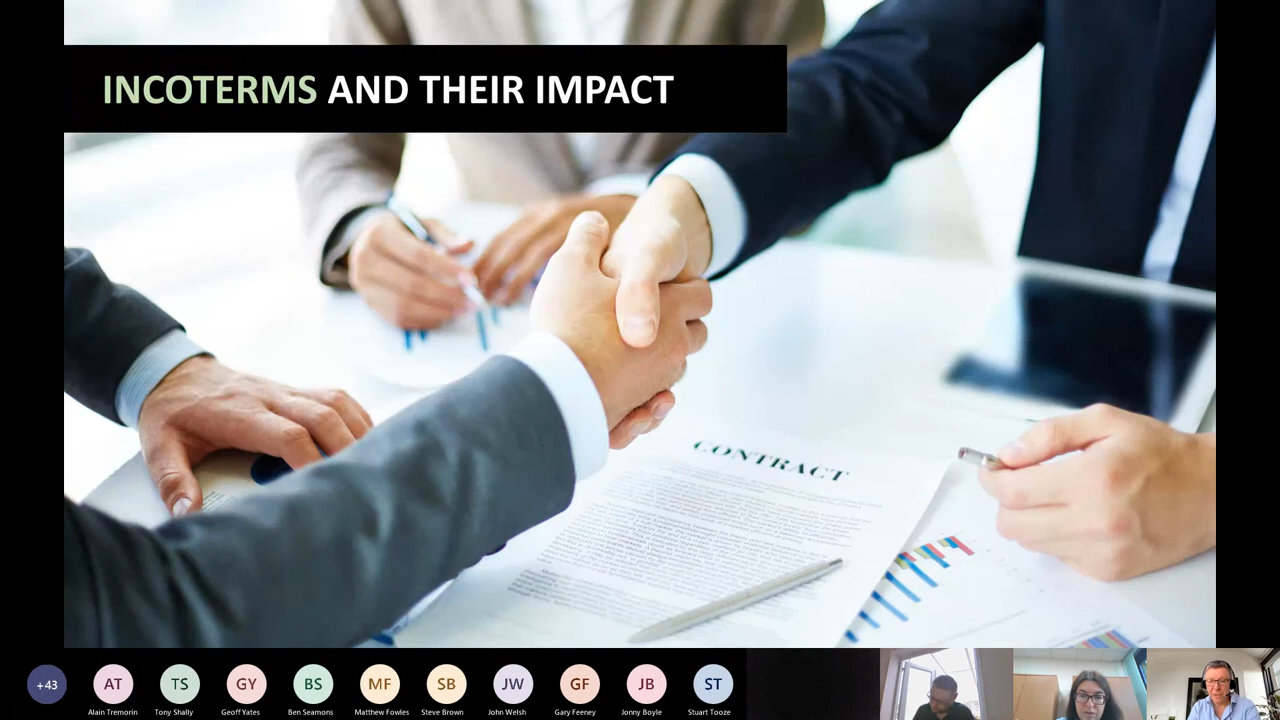 INCOTERMS AND THEIR IMPACT
CONTRACT
+43
AT
TS
GY
BS
MF
SB
JW
GF
JB
ST
Alain Tremorin
Tony Shally
Geoff Yates
Ben Seamons
Matthew Fowles
Steve Brown
John Welsh
Gary Feeney
Jonny Boyle
Stuart Tooze